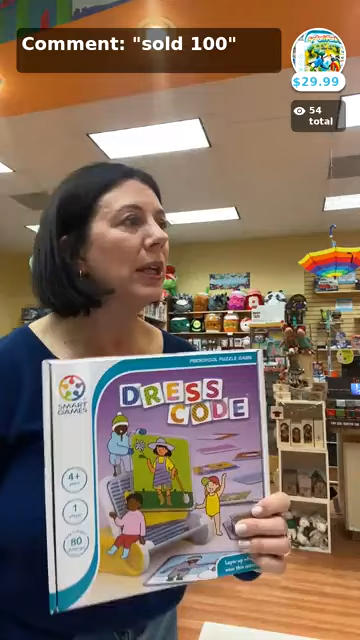 Comment: "sold 100"
$29.99
54
total
PRESCHOOL PUZZLE GAME
SMART
GAMES
DRESS
CODE
4+
1
80